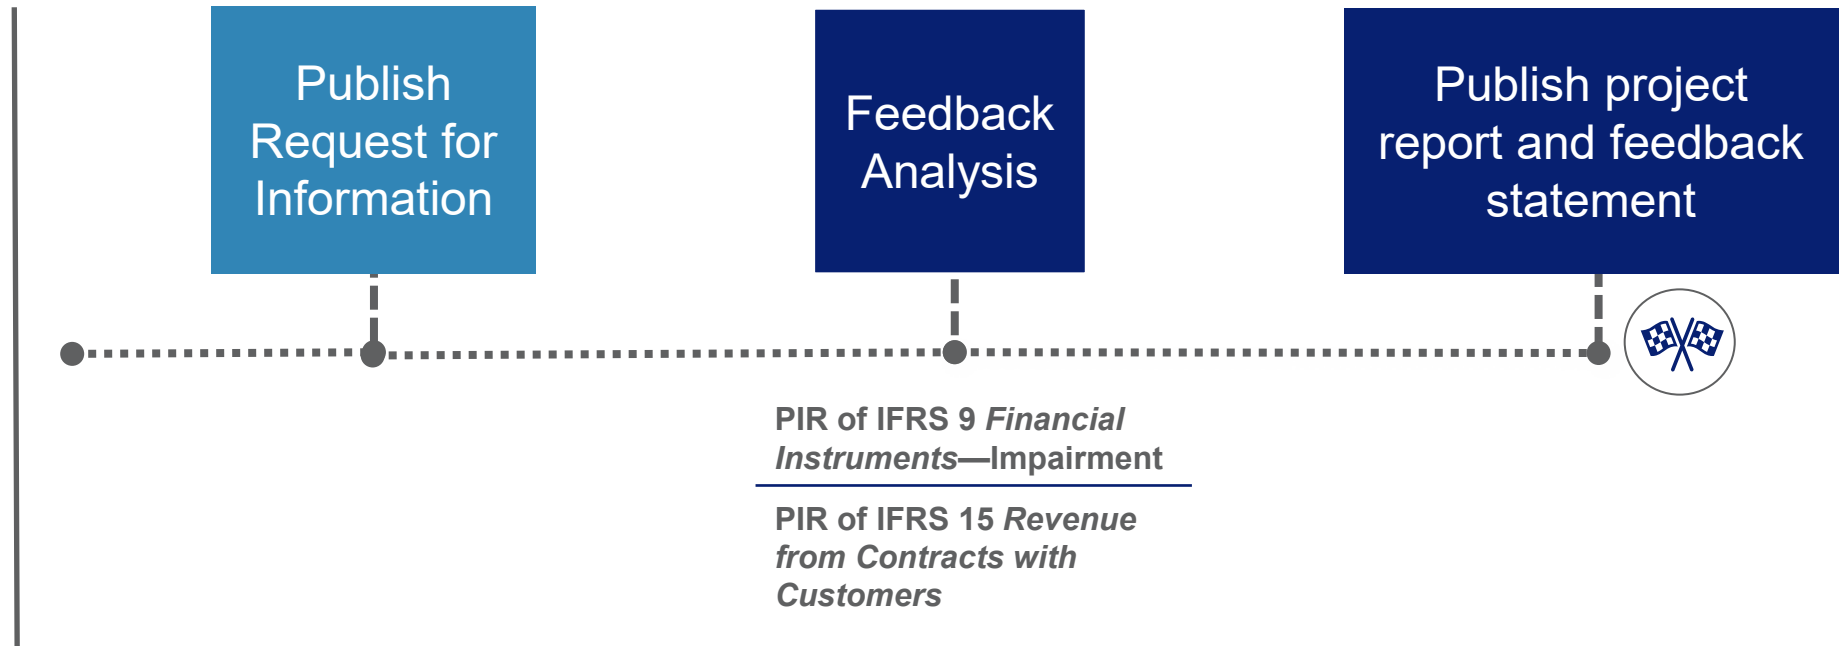 Publish
Request for
Information
Feedback
Analysis
Publish project
report and feedback
statement
PIR of IFRS 9 Financial
Instruments—Impairment
PIR of IFRS 15 Revenue
from Contracts with
Customers